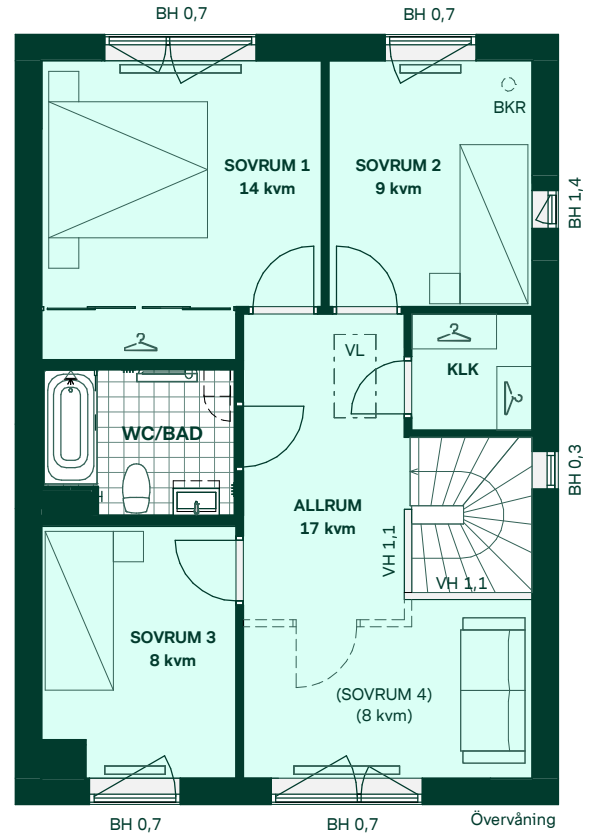 BH 0,7
BH 0,7
BKR
SOVRUM 1
14 kvm
SOVRUM 2
9 kvm
BH 1,4
VL
KLK
WC/BAD
BH 0,3
ALLRUM
17 kvm
VH 1,1
VH 1,1
SOVRUM 3
8 kvm
(SOVRUM 4)
(8 kvm)
BH 0,7
BH 0,7
Övervåning